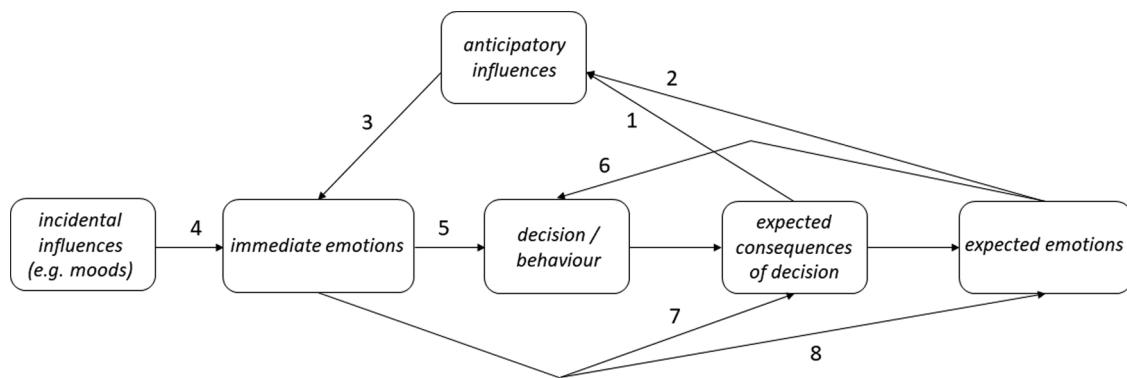 anticipatory
influences
2
1
3
6
incidental
influences
(e.g. moods)
4
immediate emotions
5
decision /
behaviour
expected
consequences
of decision
expected emotions
7
8